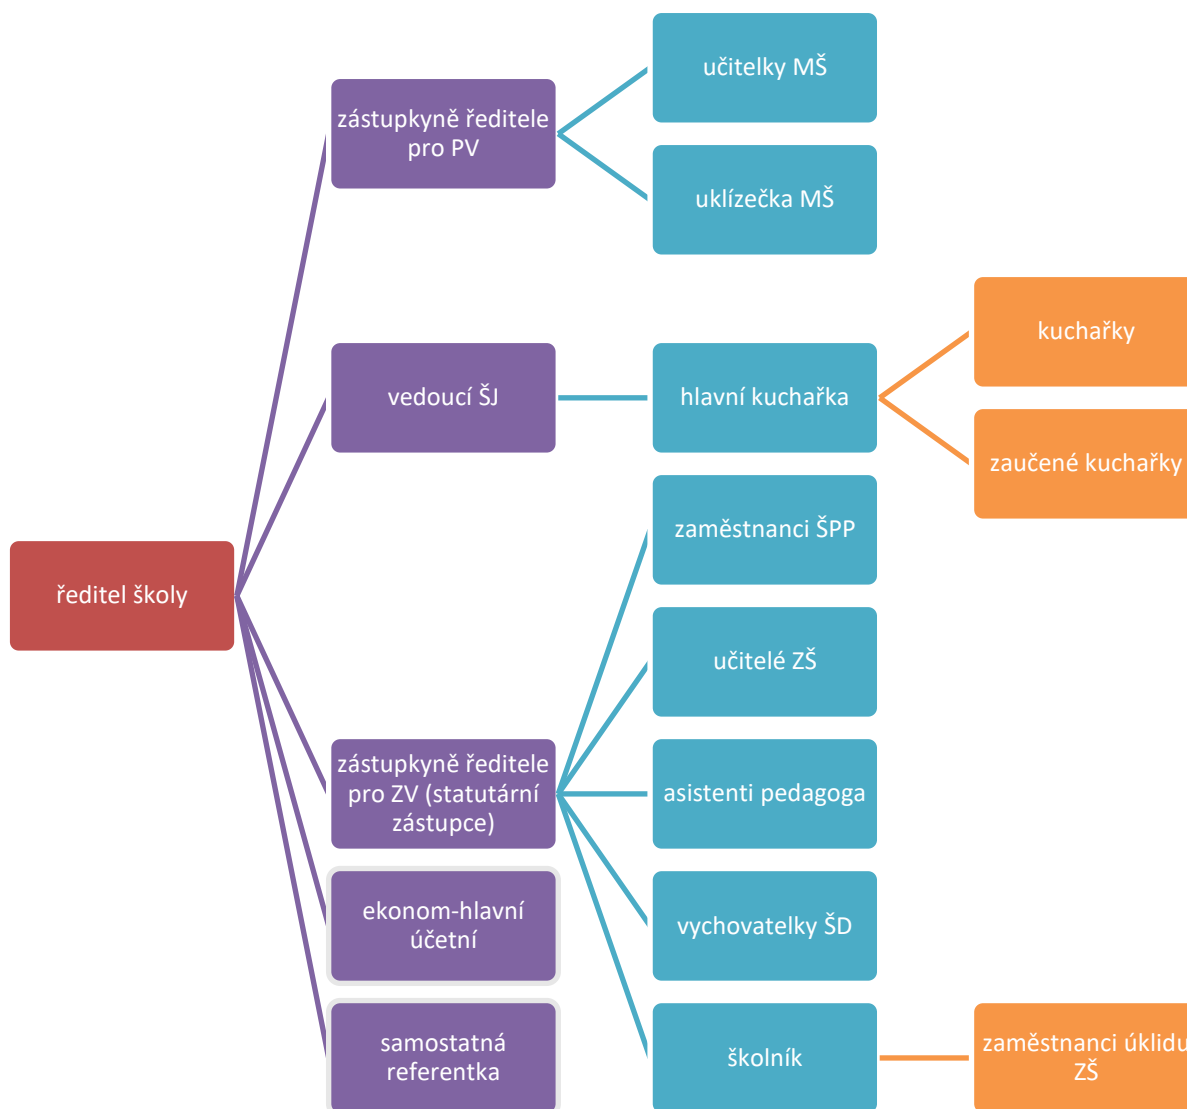 učitelky MŠ
zástupkyně ředitele
pro PV
uklízečka MŠ
kuchařky
vedoucí ŠJ
hlavní kuchařka
zaučené kuchařky
zaměstnanci ŠPP
ředitel školy
učitelé ZŠ
zástupkyně ředitele
pro ZV (statutární
zástupce)
asistenti pedagoga
ekonom-hlavní
účetní
vychovatelky ŠD
samostatná
referentka
školník
zaměstnanci úklidu
ZŠ